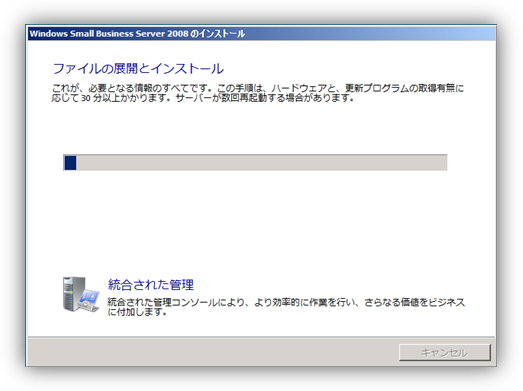 Windows Small Business Server 2008 のインストール
ファイルの展開とインストール
これが、必要となる情報のすべてです。この手順は、ハードウェアと、更新プログラムの取得有無に
応じて 30 分以上かかります。サーバーが数回再起動する場合があります。
統合された管理
統合された管理コンソールにより、より効率的に作業を行い、さらなる価値をビジネス
に付加します。
キャンセル